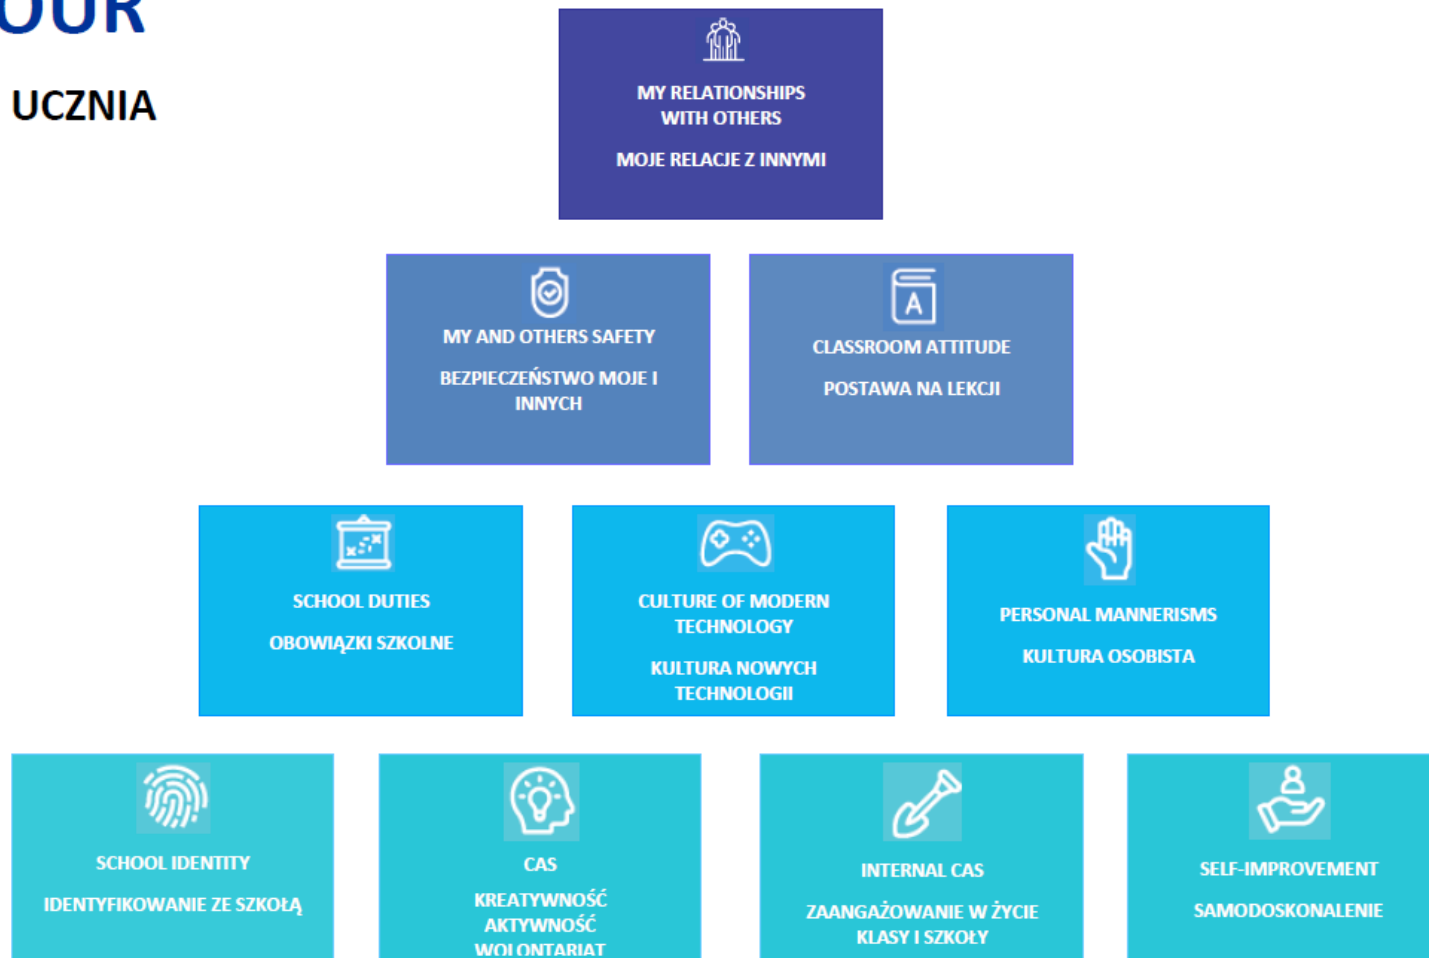 OUR
UCZNIA
MY RELATIONSHIPS
WITH OTHERS
MOJE RELACJE Z INNYMI
MY AND OTHERS SAFETY
BEZPIECZEŃSTWO MOJE I
INNYCH
A
CLASSROOM ATTITUDE
POSTAWA NA LEKCJI
SCHOOL DUTIES
OBOWIĄZKI SZKOLNE
CULTURE OF MODERN
TECHNOLOGY
KULTURA NOWYCH
TECHNOLOGII
PERSONAL MANNERISMS
KULTURA OSOBISTA
SCHOOL IDENTITY
IDENTYFIKOWANIE ZE SZKOŁĄ
CAS
KREATYWNOŚĆ
AKTYWNOŚĆ
WOLONTARIAT
INTERNAL CAS
ZAANGAŻOWANIE W ŻYCIE
KLASY I SZKOŁY
SELF-IMPROVEMENT
SAMODOSKONALENIE